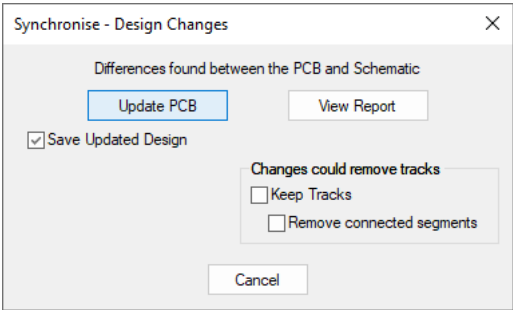 Synchronise - Design Changes
Differences found between the PCB and Schematic
Update PCB
View Report
Save Updated Design
Changes could remove tracks
Keep Tracks
Remove connected segments
Cancel